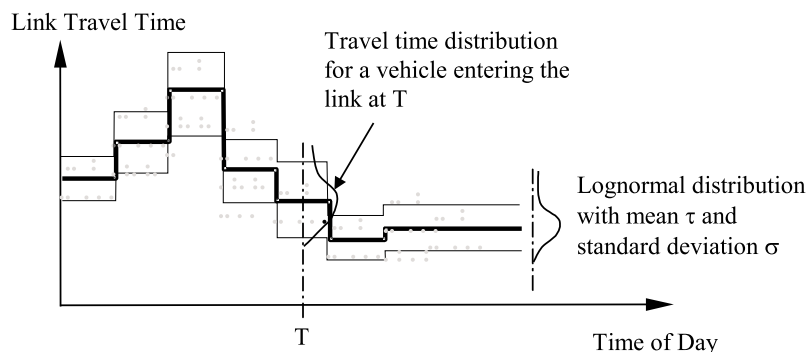 Link Travel Time
Travel time distribution
for a vehicle entering the
link at T
Lognormal distribution
with mean τ and
standard deviation σ
T
Time of Day